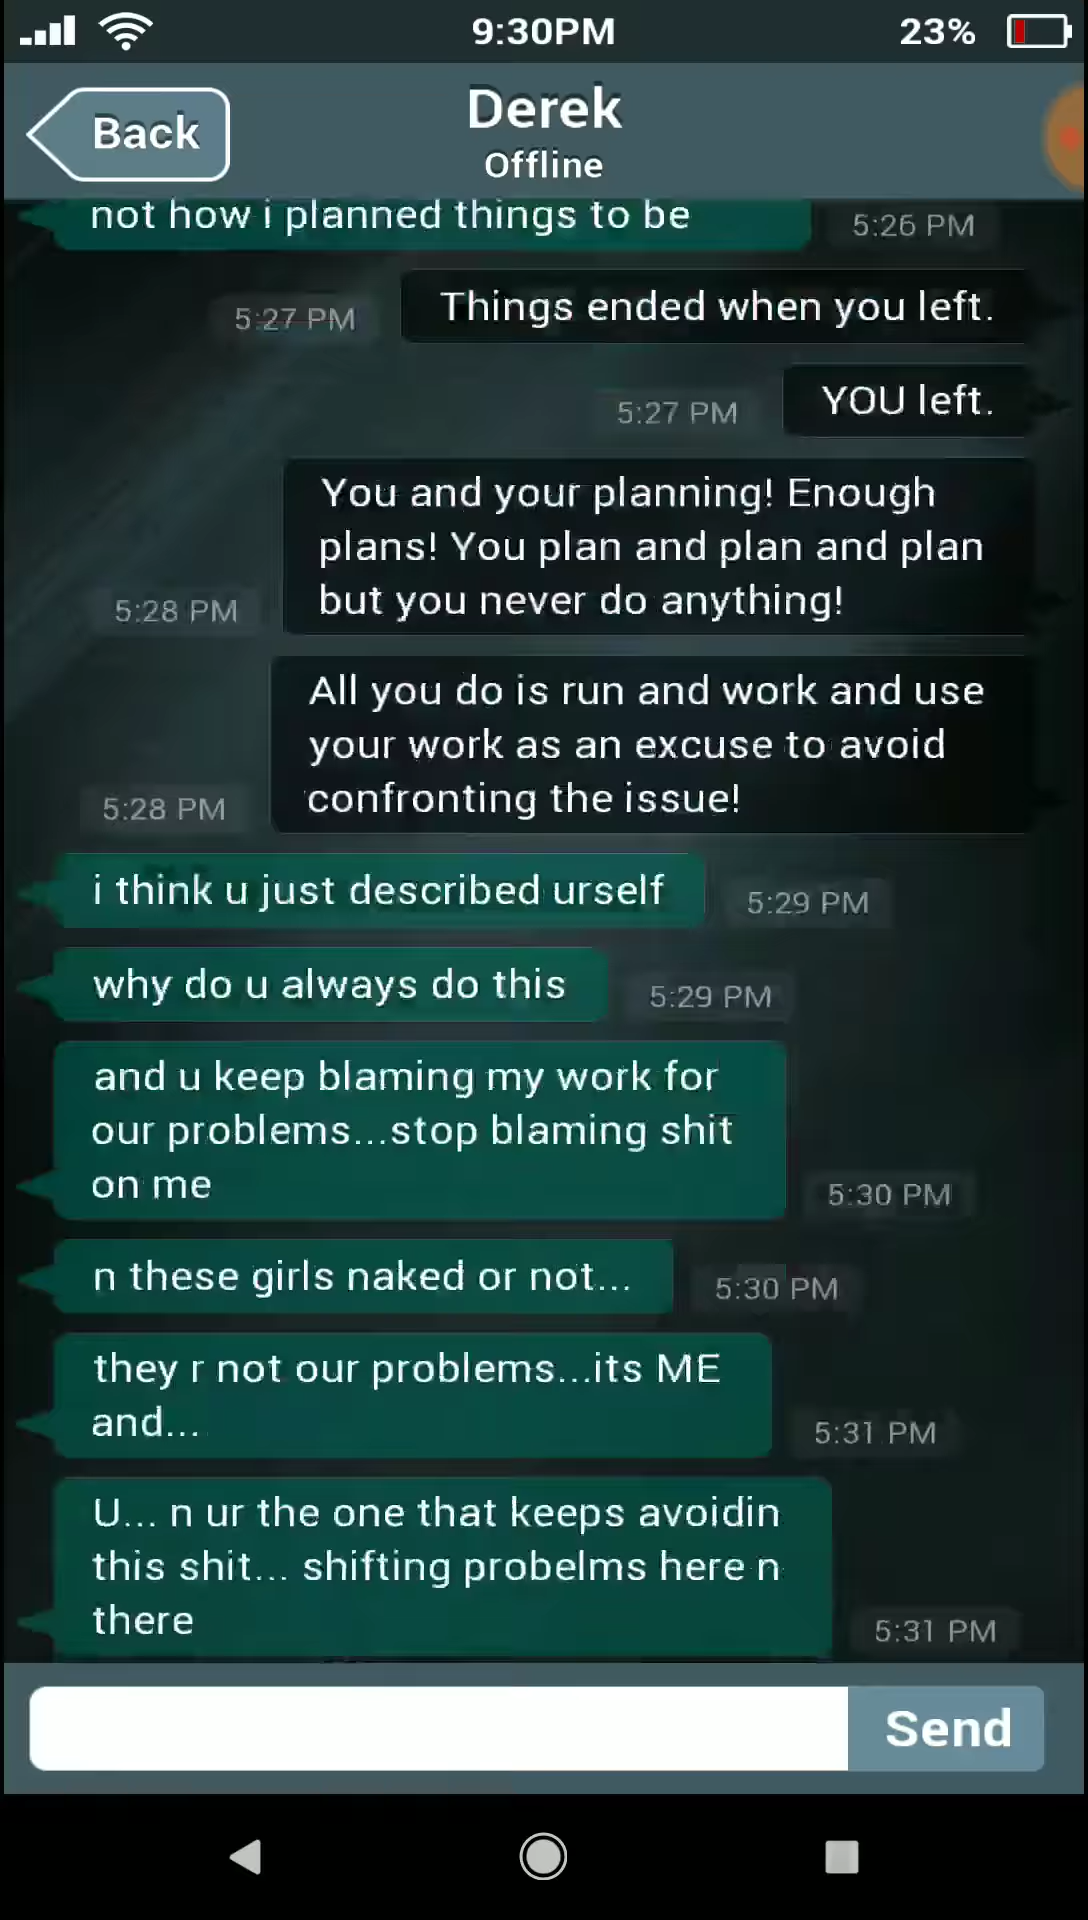 9:30PM
23%
Back
Derek
Offline
not how i planned things to be
5:26 PM
Things ended when you left.
5:27 PM
YOU left.
5:27 PM
You and your planning! Enough
plans! You plan and plan and plan
but you never do anything!
5:28 PM
All you do is run and work and use
your work as an excuse to avoid
confronting the issue!
5:28 PM
i think u just described urself
5:29 PM
why do u always do this
5:29 PM
and u keep blaming my work for
our problems...stop blaming shit
on me
5:30 PM
n these girls naked or not...
5:30 PM
they r not our problems...its ME
and...
5:31 PM
U... n ur the one that keeps avoidin
this shit... shifting probelms here n
there
5:31 PM
Send